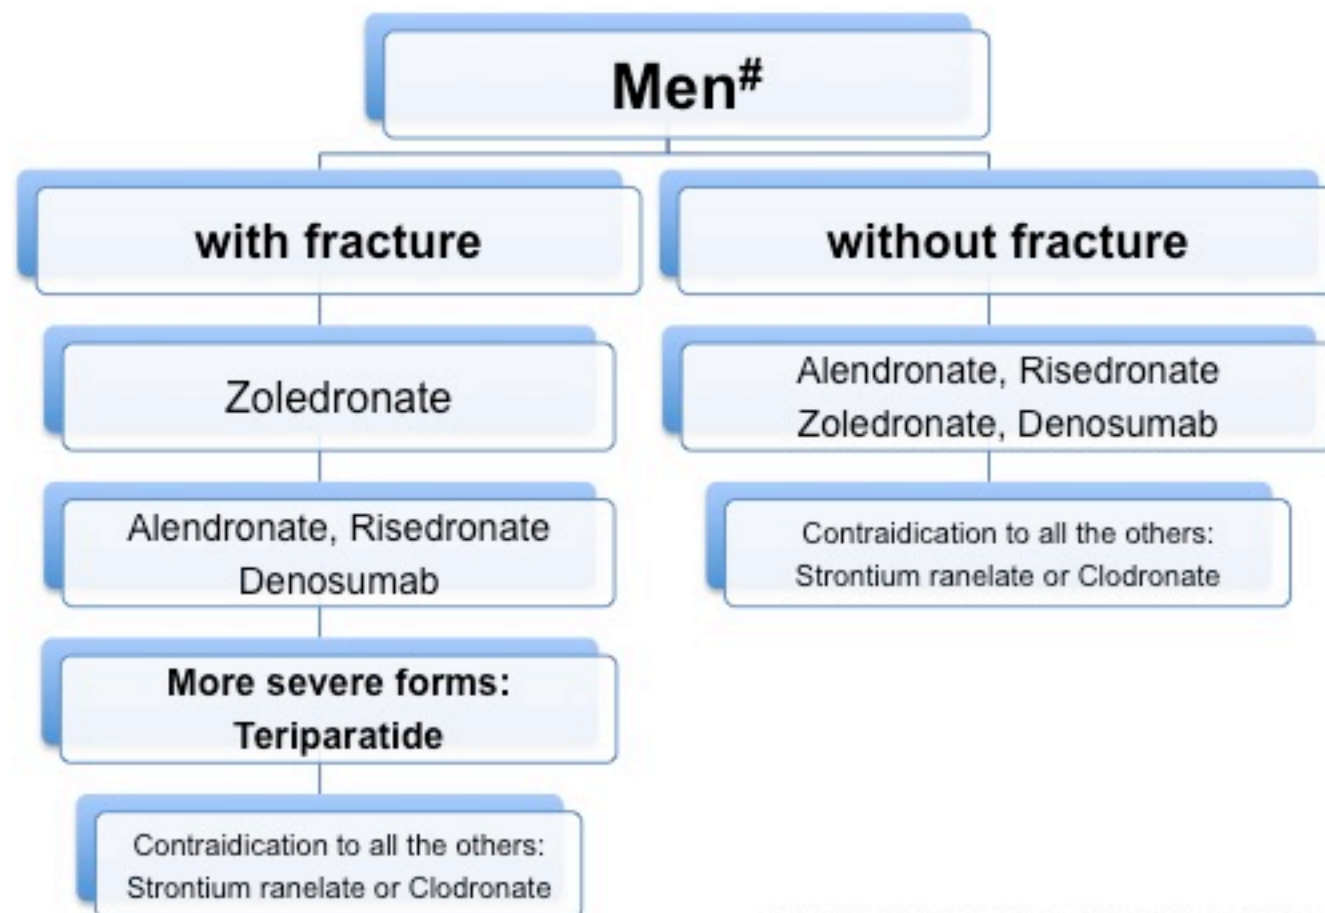 Men#
with fracture
Zoledronate
Alendronate, Risedronate
Denosumab
More severe forms:
Teriparatide
Contraidication to all the others:
Strontium ranelate or Clodronate
without fracture
Alendronate, Risedronate
Zoledronate, Denosumab
Contraidication to all the others:
Strontium ranelate or Clodronate